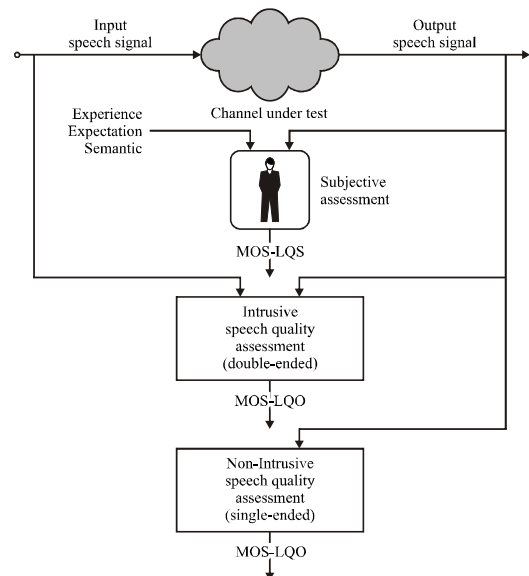 Input
speech signal
Output
speech signal
Channel under test
Experience
Expectation
Semantic
Subjective
assessment
MOS-LQS
Intrusive
speech quality
assessment
(double-ended)
MOS-LQO
Non-Intrusive
speech quality
assessment
(single-ended)
MOS-LQO